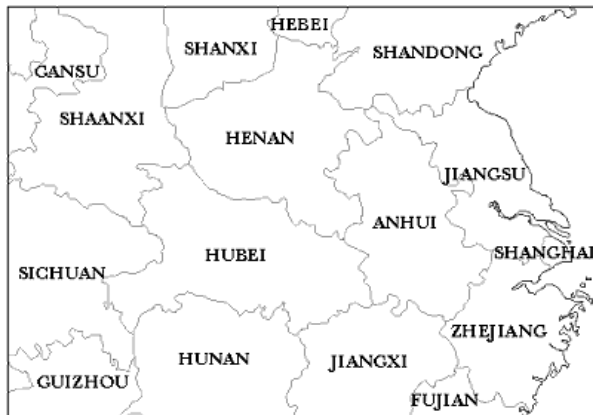 HEBEI
SHANXI
SHANDONG
GANSU
SHAANXI
HENAN
JIANGSU
ANHUI
HUBEI
SHANGHAI
SICHUAN
ZHEJIANG
HUNAN
JIANGXI
GUIZHOU
FUJIAN